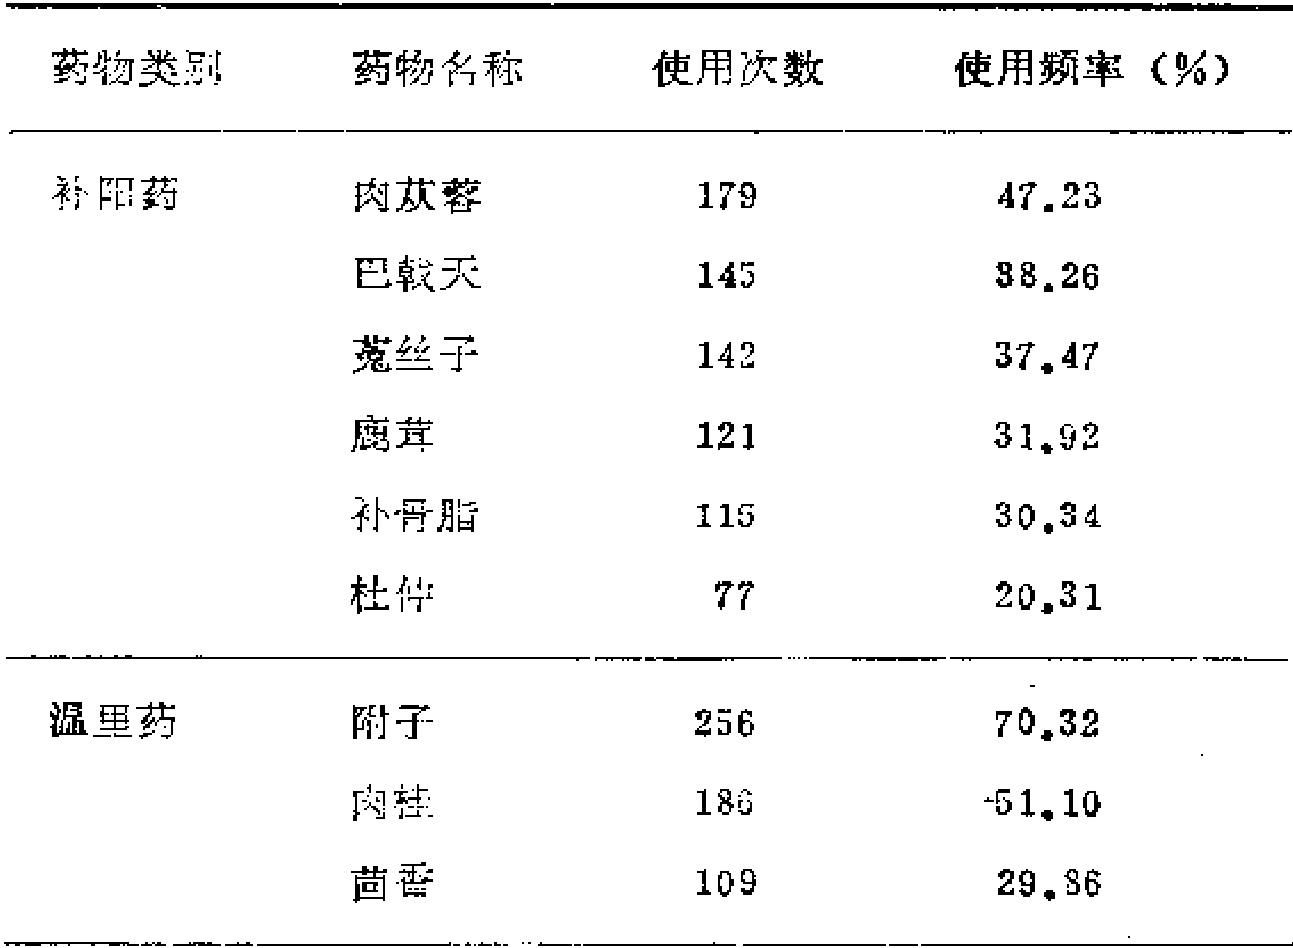 药物类别 药物名称 使用次数 使用频率（%）
补阳药 肉苁蓉 179 47.23
巴戟天 145 38.26
菟丝子 142 37.47
鹿茸 121 31.92
补骨脂 115 30.34
杜仲 77 20.31
温里药 附子 256 70.32
肉桂 186 51.10
茴香 109 29.86